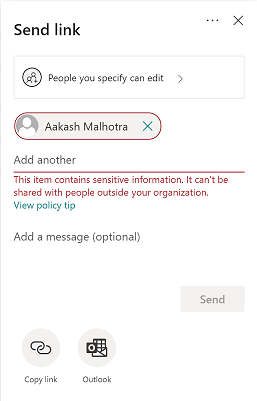 Send link
People you specify can edit
Aakash Malhotra
Add another
This item contains sensitive information. It can't be
shared with people outside your organization.
View policy tip
Add a message (optional)
Send
Copy link
Outlook